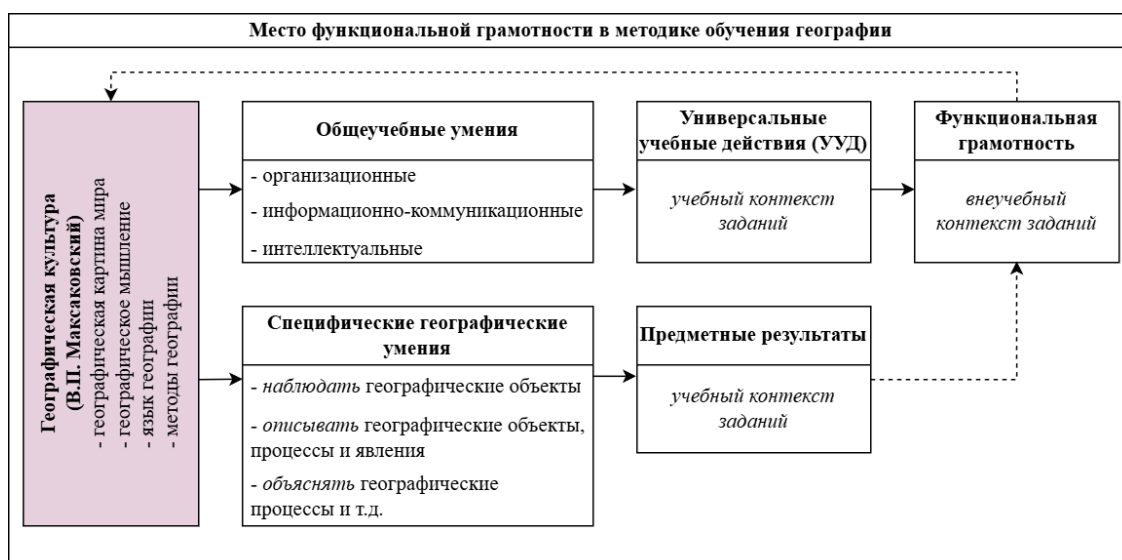 Место функциональной грамотности в методике обучения географии
Географическая культура
(В.П. Максаковский)
- географическая картина мира
- географическое мышление
- язык географии
- методы географии
Общеучебные умения
- организационные
- информационно-коммуникационные
- интеллектуальные
Универсальные
учебные действия (УУД)
учебный контекст
заданий
Функциональная
грамотность
внеучебный
контекст заданий
Специфические географические
умения
- наблюдать географические объекты
- описывать географические объекты,
процессы и явления
- объяснять географические
процессы и т.д.
Предметные результаты
учебный контекст
заданий